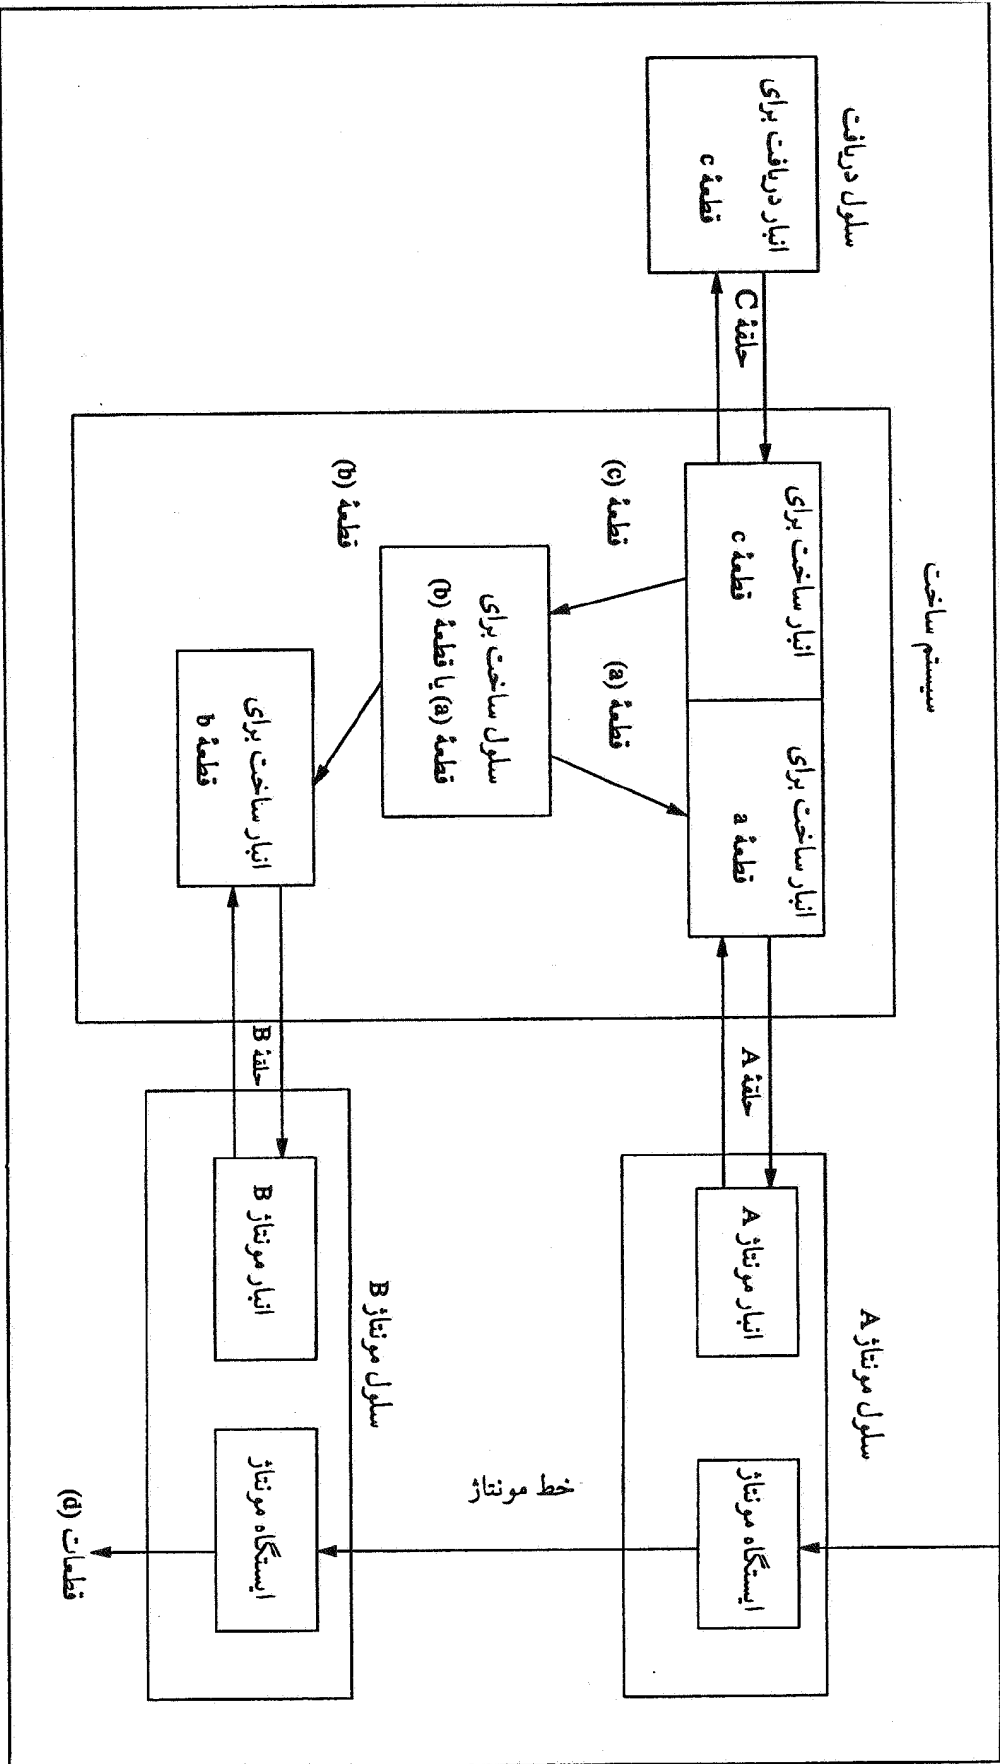 سلول دریافت
انبار دریافت برای
قطعهٔ c
حلقهٔ C
سیستم ساخت
انبار ساخت برای
قطعهٔ c
انبار ساخت برای
قطعهٔ a
قطعهٔ (c)
قطعهٔ (a)
سلول ساخت برای
قطعهٔ (a) یا قطعهٔ (b)
قطعهٔ (b)
انبار ساخت برای
قطعهٔ b
حلقهٔ A
حلقهٔ B
سلول مونتاژ A
انبار مونتاژ A
ایستگاه مونتاژ
خط مونتاژ
سلول مونتاژ B
انبار مونتاژ B
ایستگاه مونتاژ
قطعات (d)